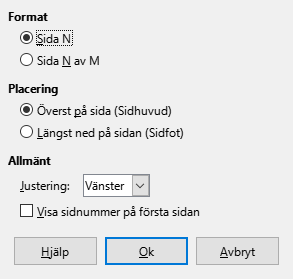 Format
Sida N
Sida N av M
Placering
Överst på sida (Sidhuvud)
Längst ned på sidan (Sidfot)
Allmänt
Justering: Vänster
Visa sidnummer på första sidan
Hjälp Ok Avbryt